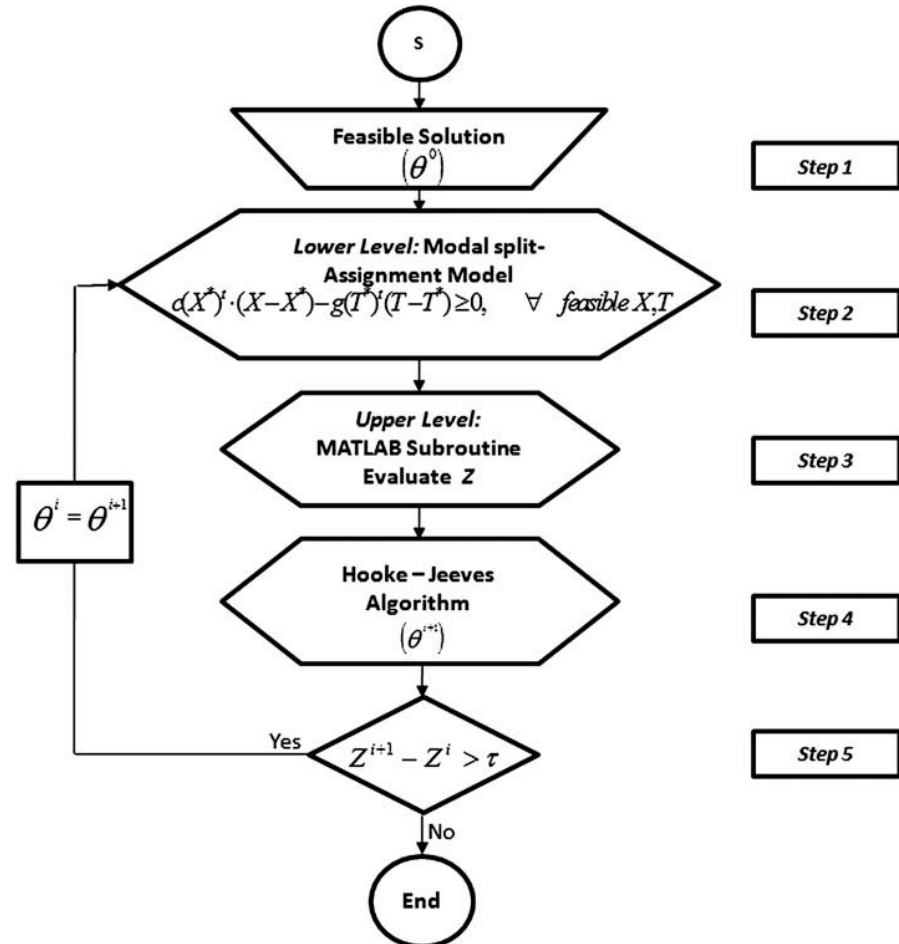 S
Feasible Solution
(θ⁰)
Step 1
Lower Level: Modal split-
Assignment Model
c(X*)ᵗ·(X−X*)−g(T*)ᵗ(T−T*)≥0, ∀ feasible X,T
Step 2
Upper Level:
MATLAB Subroutine
Evaluate Z
Step 3
θⁱ = θⁱ⁺¹
Hooke – Jeeves
Algorithm
(θⁱ⁺¹)
Step 4
Yes
Zⁱ⁺¹ − Zⁱ > τ
Step 5
No
End